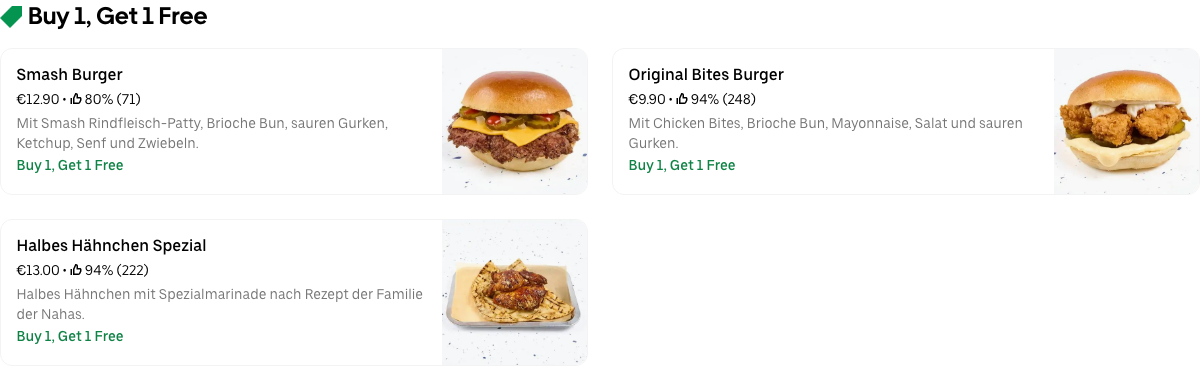 Buy 1, Get 1 Free
Smash Burger
€12.90 • 80% (71)
Mit Smash Rindfleisch-Patty, Brioche Bun, sauren Gurken,
Ketchup, Senf und Zwiebeln.
Buy 1, Get 1 Free
Original Bites Burger
€9.90 • 94% (248)
Mit Chicken Bites, Brioche Bun, Mayonnaise, Salat und sauren
Gurken.
Buy 1, Get 1 Free
Halbes Hähnchen Spezial
€13.00 • 94% (222)
Halbes Hähnchen mit Spezialmarinade nach Rezept der Familie
der Nahas.
Buy 1, Get 1 Free